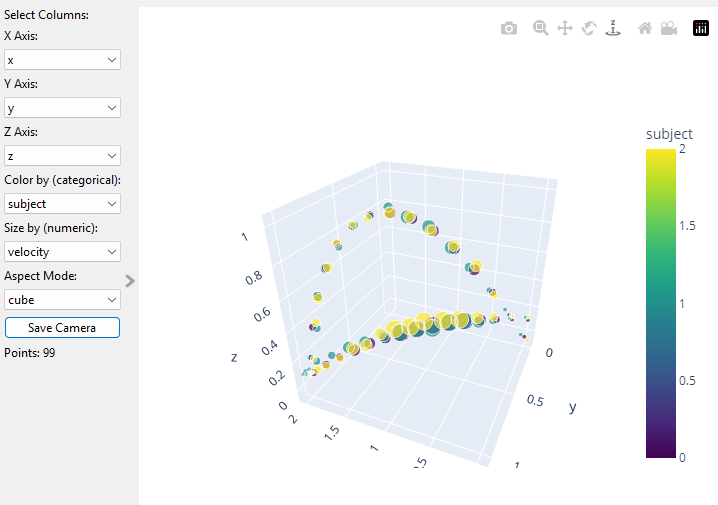 Select Columns:
X Axis:
x
Y Axis:
y
Z Axis:
z
Color by (categorical):
subject
Size by (numeric):
velocity
Aspect Mode:
cube
Save Camera
Points: 99
z
subject
2
1.5
1
0.5
0
1
0.8
0.6
0.4
0.2
0
z
2
1.5
1
0
0.5
y